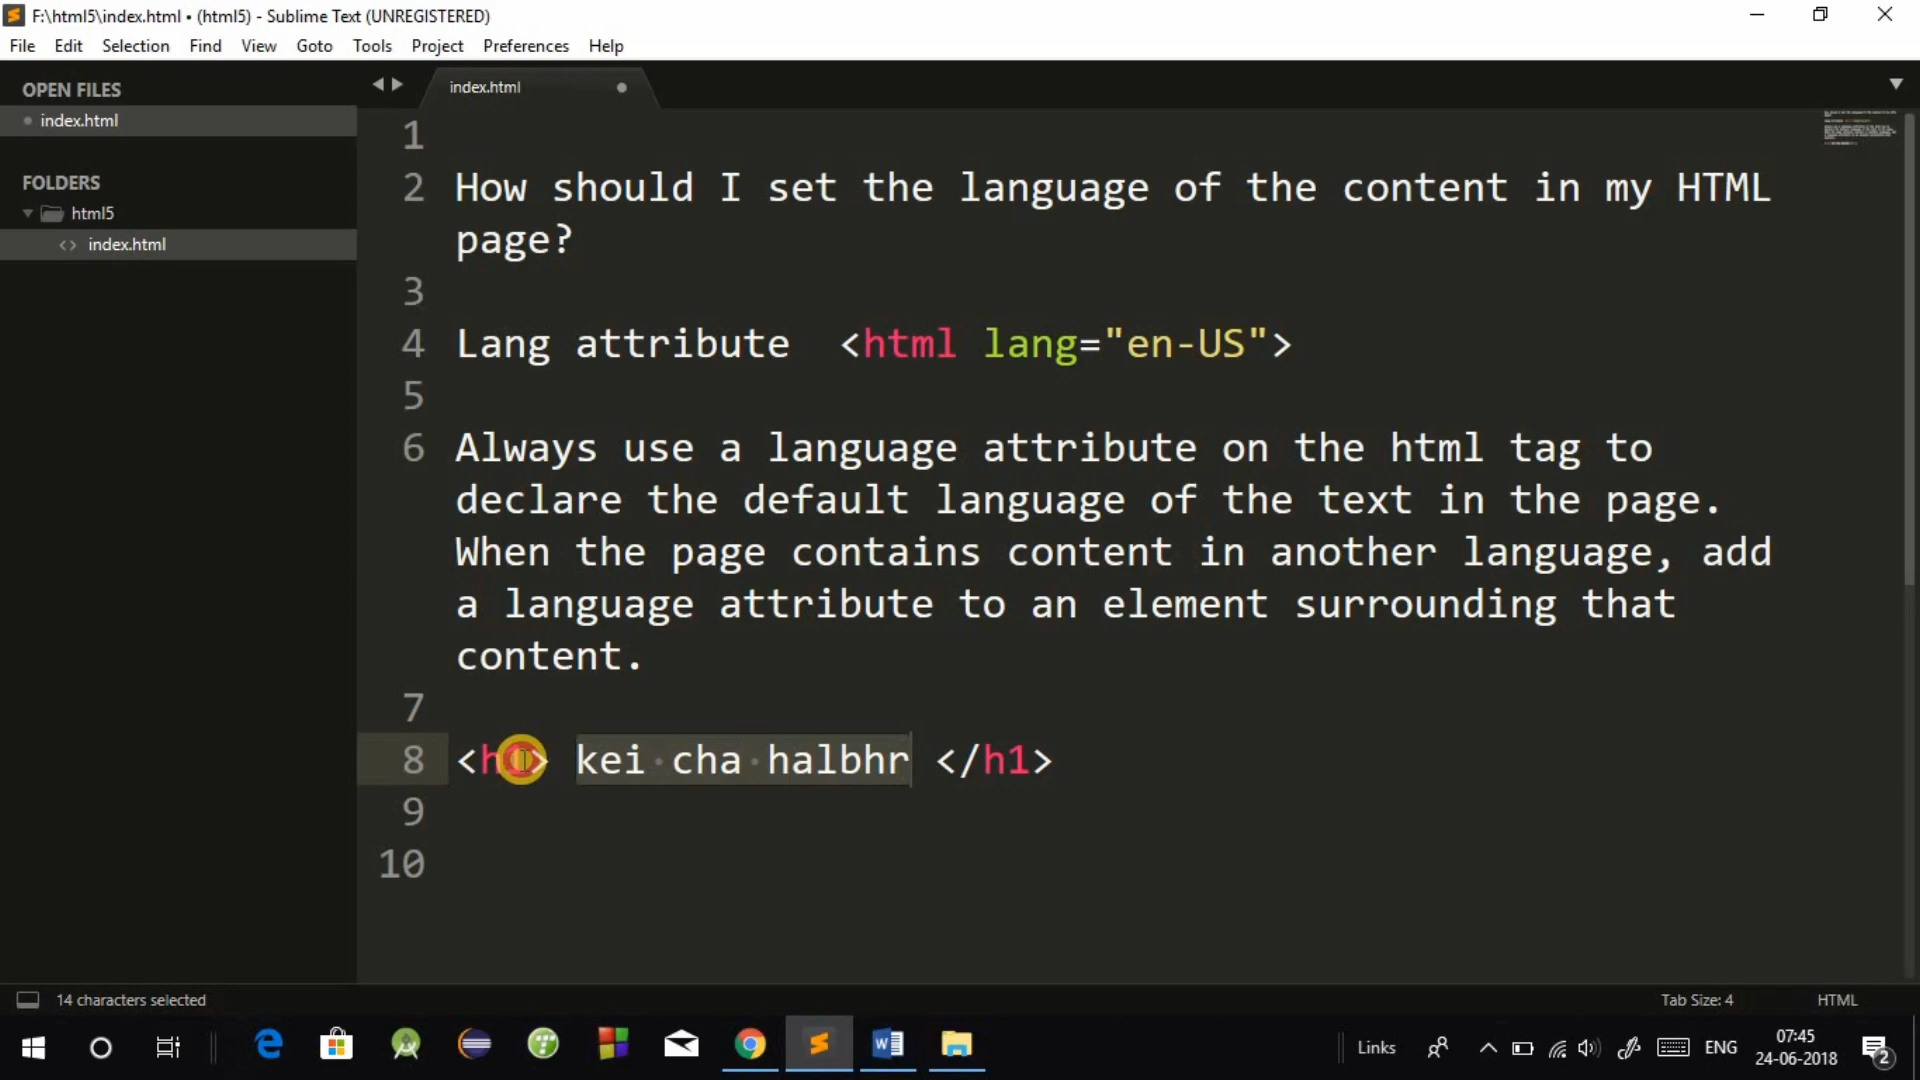 F:\html5\index.html • (html5) - Sublime Text (UNREGISTERED)
File Edit Selection Find View Goto Tools Project Preferences Help
OPEN FILES
index.html
FOLDERS
html5
index.html
index.html
1
2 How should I set the language of the content in my HTML
page?
3
4 Lang attribute <html lang="en-US">
5
6 Always use a language attribute on the html tag to
declare the default language of the text in the page.
When the page contains content in another language, add
a language attribute to an element surrounding that
content.
7
8 <h1> kei cha halbhr </h1>
9
10
14 characters selected Tab Size: 4 HTML
Links ENG 07:45
24-06-2018 2